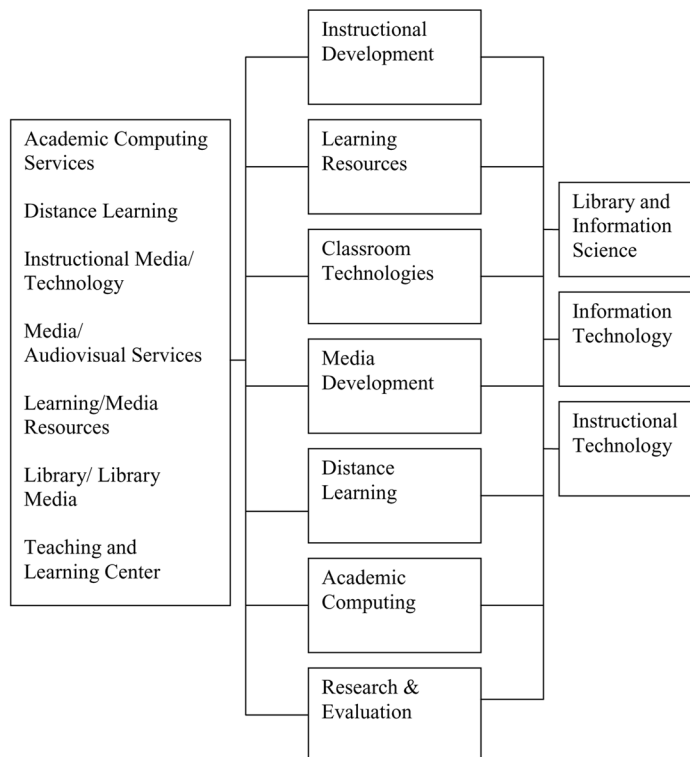 Academic Computing
Services
Distance Learning
Instructional Media/
Technology
Media/
Audiovisual Services
Learning/Media
Resources
Library/ Library
Media
Teaching and
Learning Center
Instructional
Development
Learning
Resources
Classroom
Technologies
Media
Development
Distance
Learning
Academic
Computing
Research &
Evaluation
Library and
Information
Science
Information
Technology
Instructional
Technology